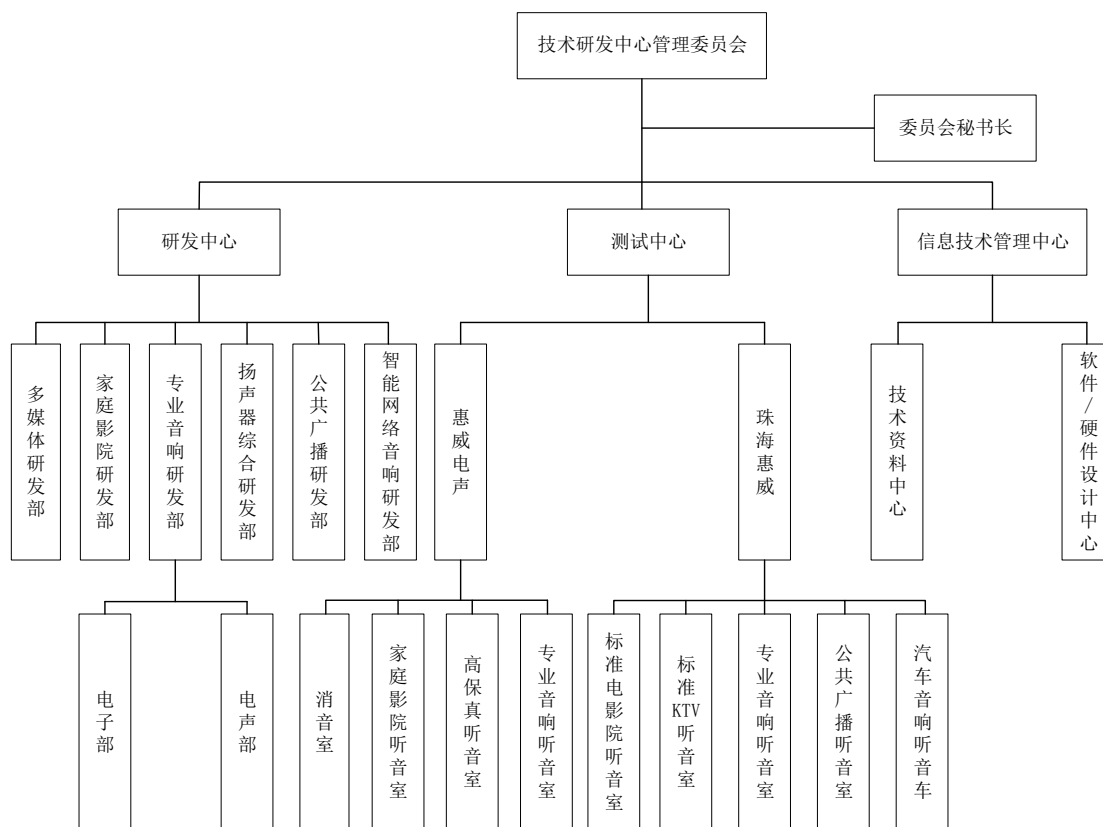 技术研发中心管理委员会
委员会秘书长
研发中心
测试中心
信息技术管理中心
多媒体研发部
家庭影院研发部
专业音响研发部
扬声器综合研发部
公共广播研发部
智能网络音响研发部
惠威电声
珠海惠威
技术资料中心
软件/硬件设计中心
电子部
电声部
消音室
家庭影院听音室
高保真听音室
专业音响听音室
标准电影院听音室
标准KTV听音室
专业音响听音室
公共广播听音室
汽车音响听音车